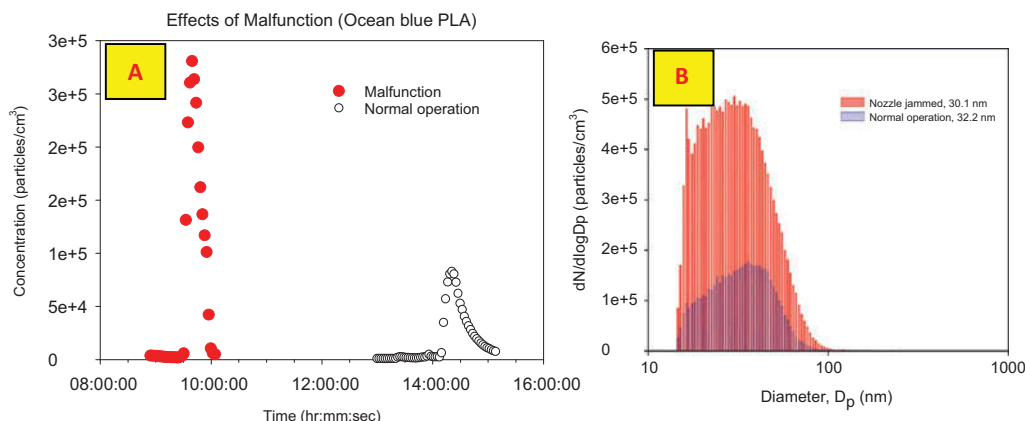 Effects of Malfunction (Ocean blue PLA)
A
Concentration (particles/cm3)
3e+5
3e+5
2e+5
2e+5
1e+5
5e+4
0
Malfunction
Normal operation
08:00:00
10:00:00
12:00:00
14:00:00
16:00:00
Time (hr:mm:sec)
B
dN/dlogDp (particles/cm3)
6e+5
5e+5
4e+5
3e+5
2e+5
1e+5
0
Nozzle jammed, 30.1 nm
Normal operation, 32.2 nm
10
100
1000
Diameter, Dp (nm)